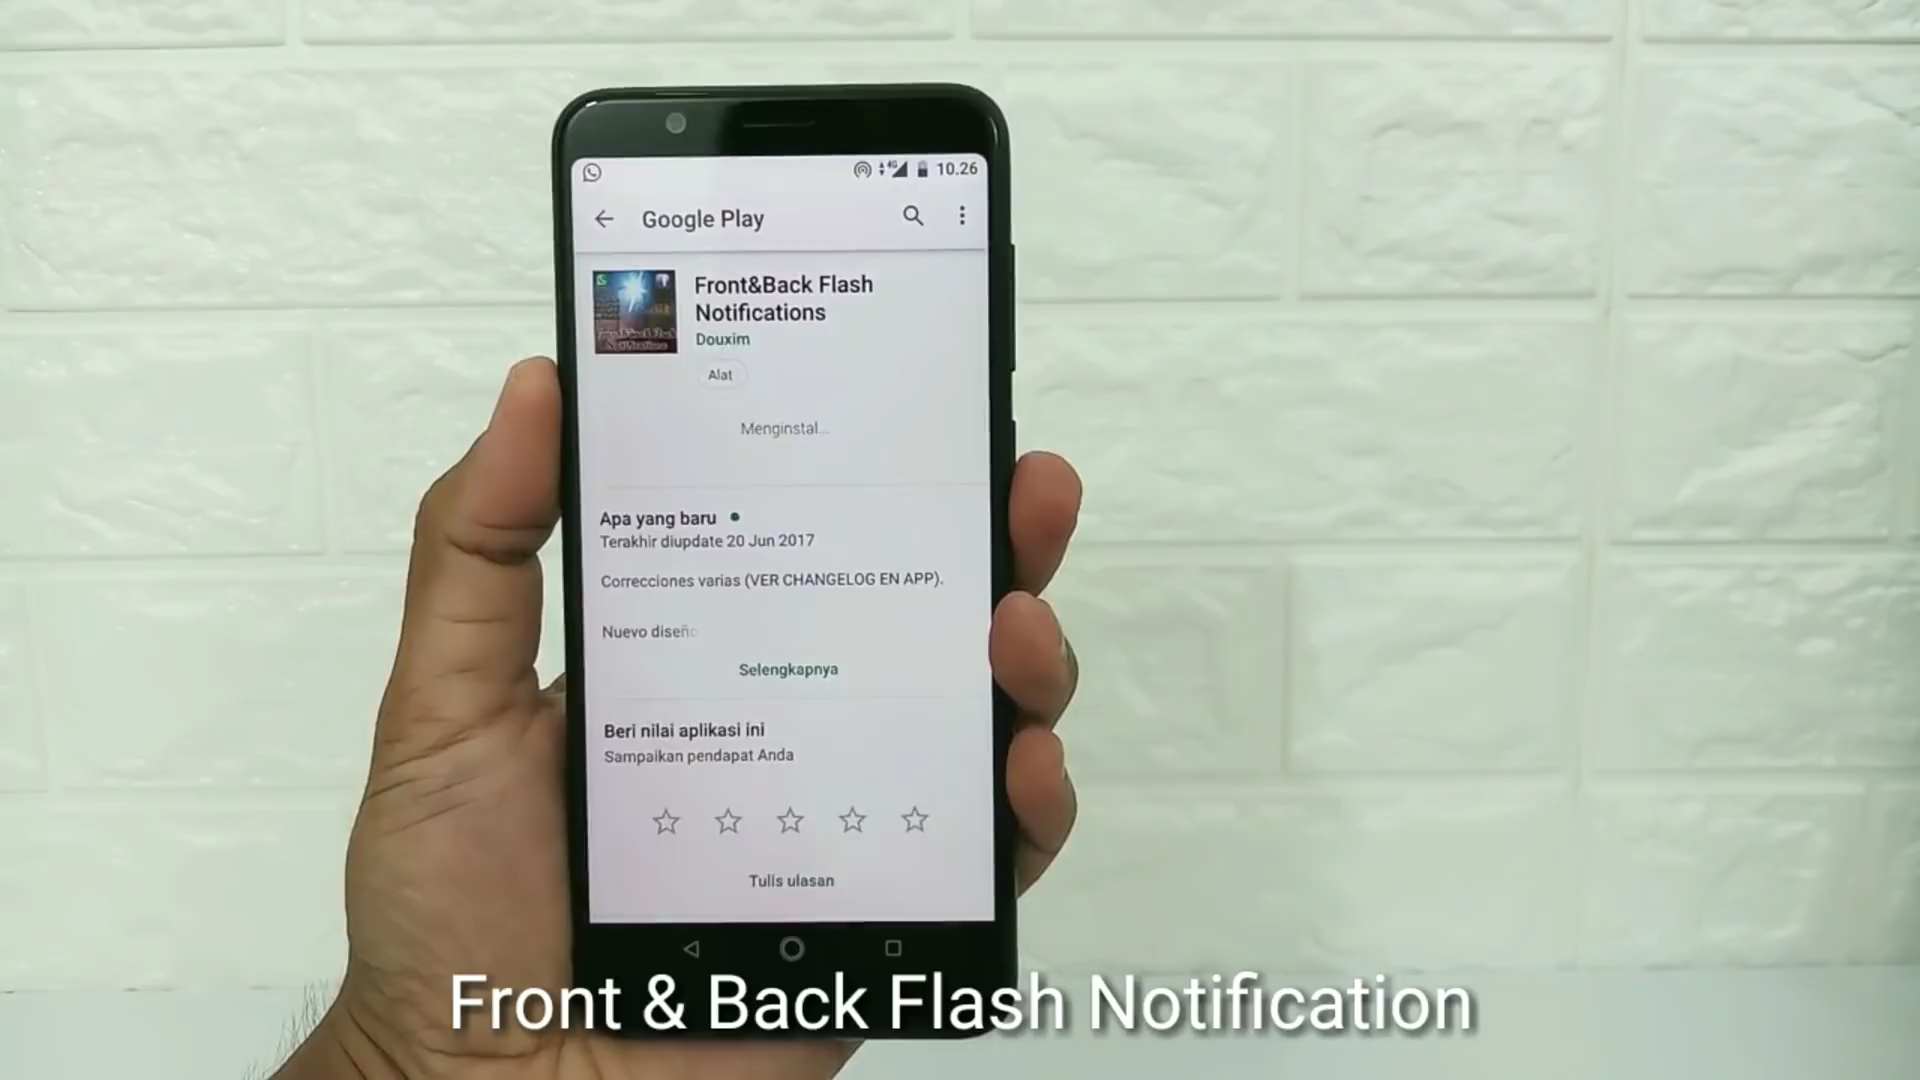 4G 10.26
Google Play
Front&Back Flash
Notifications
Douxim
Alat
Menginstal...
Apa yang baru
Terakhir diupdate 20 Jun 2017
Correcciones varias (VER CHANGELOG EN APP).
Nuevo diseño
Selengkapnya
Beri nilai aplikasi ini
Sampaikan pendapat Anda
Tulis ulasan
Front & Back Flash Notification